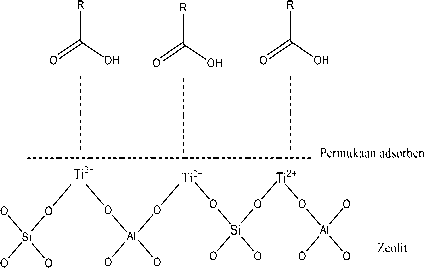 R R R
O OH O OH O OH
Permukaan adsorben
Ti2+ Ti2+ Ti2+
O O O O O O O O O O
Si Al Si Al
O O O O O O O O
Zeolit